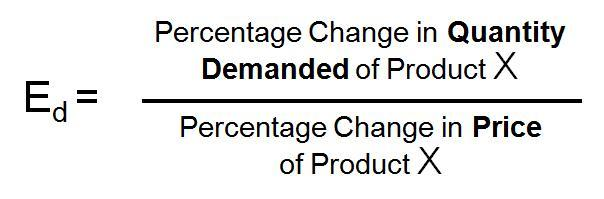 Percentage Change in Quantity
Demanded of Product X
Ed =
Percentage Change in Price
of Product X